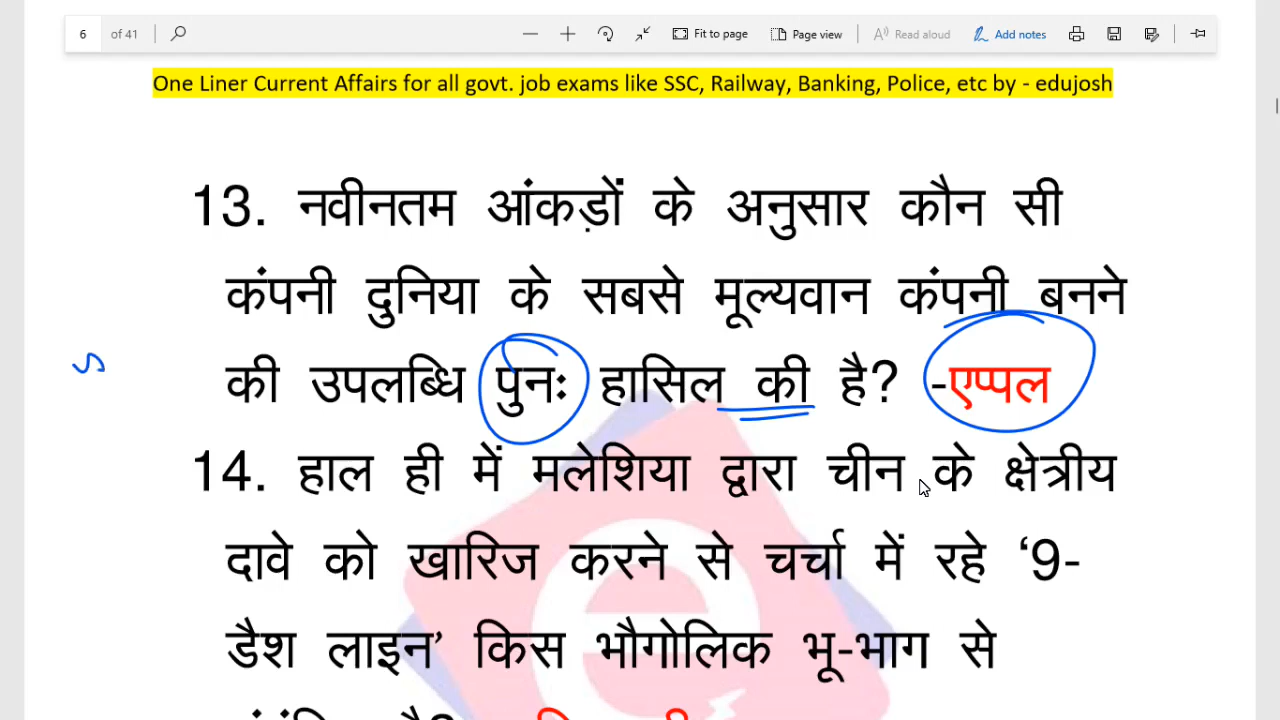 6 of 41 Fit to page Page view Read aloud Add notes
One Liner Current Affairs for all govt. job exams like SSC, Railway, Banking, Police, etc by - edujosh
13. नवीनतम आंकड़ों के अनुसार कौन सी
कंपनी दुनिया के सबसे मूल्यवान कंपनी बनने
की उपलब्धि पुनः हासिल की है? -एप्पल
14. हाल ही में मलेशिया द्वारा चीन के क्षेत्रीय
दावे को खारिज करने से चर्चा में रहे ‘9-
डैश लाइन’ किस भौगोलिक भू-भाग से